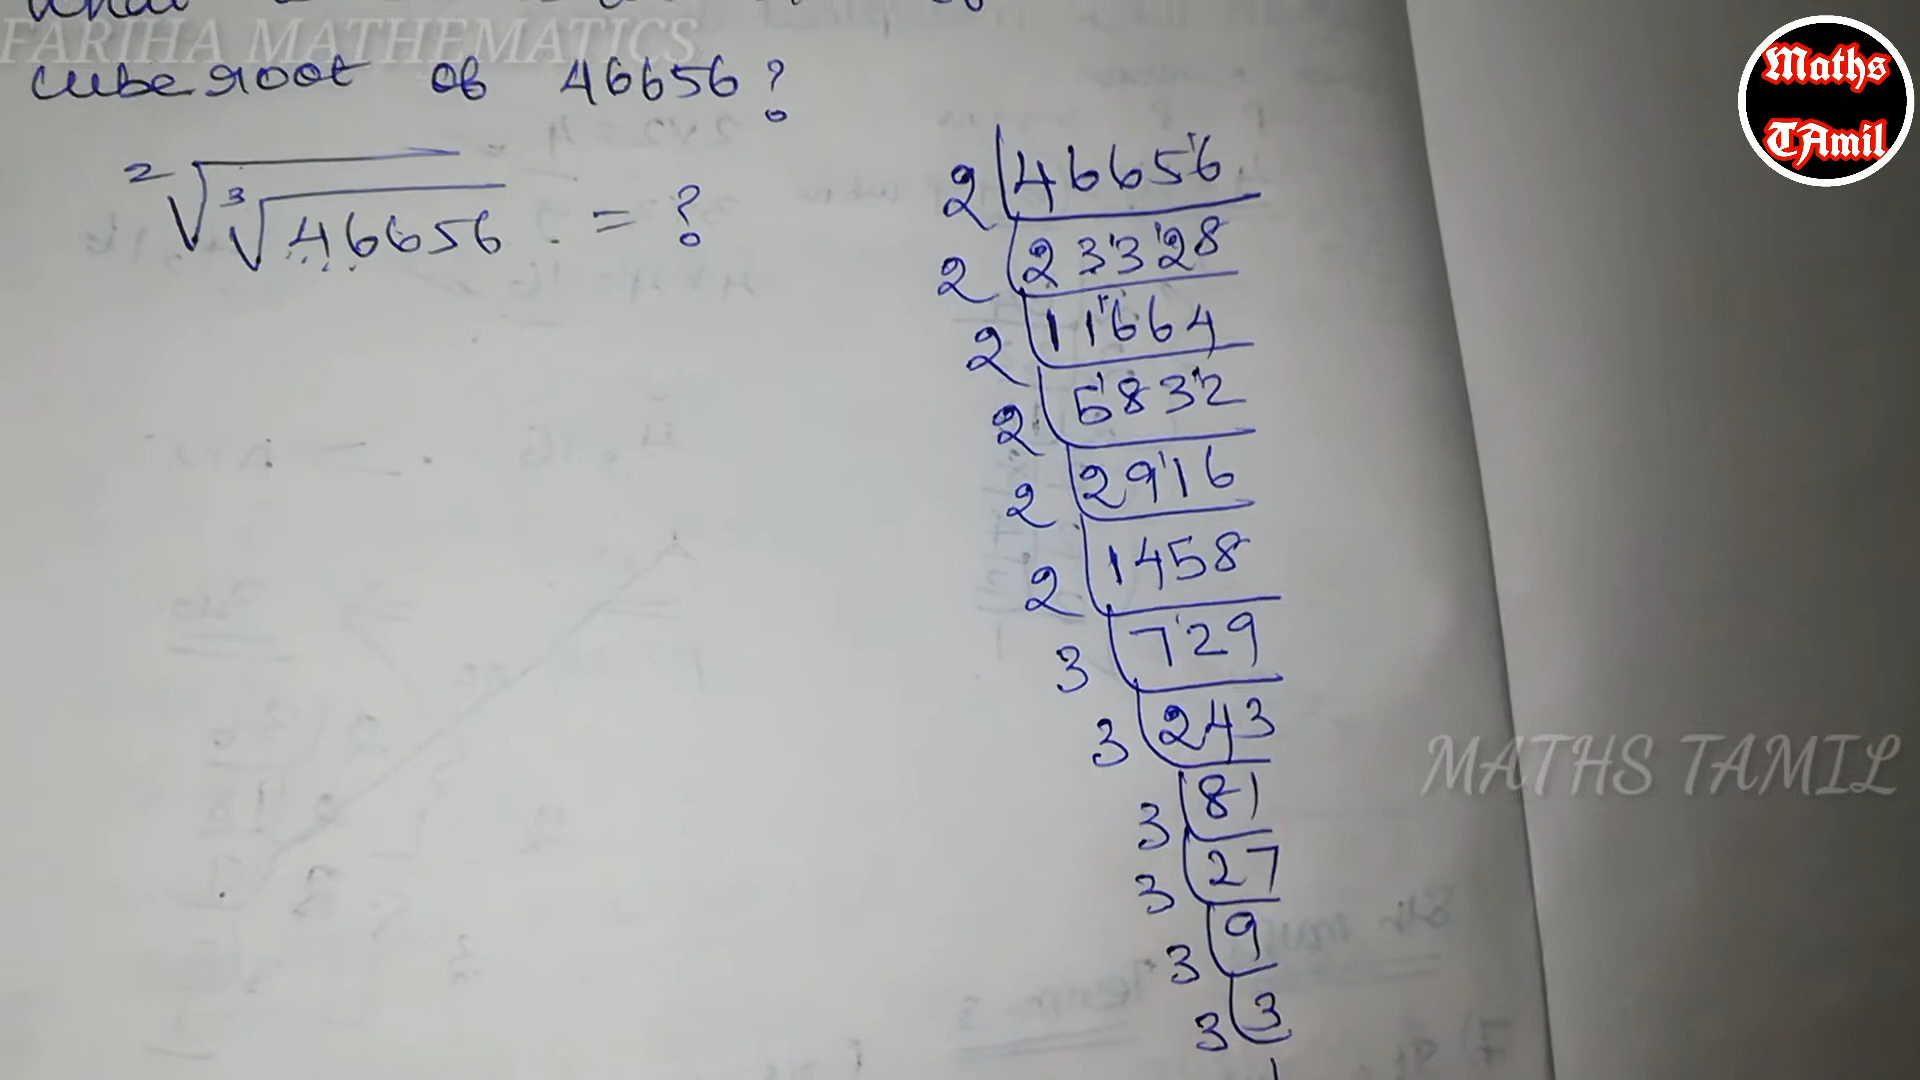 FARIHA MATHEMATICS
cube root of 46656?
²√³√46656 = ?
2 | 46656
2 | 23328
2 | 11664
2 | 5832
2 | 2916
2 | 1458
3 | 729
3 | 243
3 | 81
3 | 27
3 | 9
3 | 3
1
Maths
TAmil
MATHS TAMIL